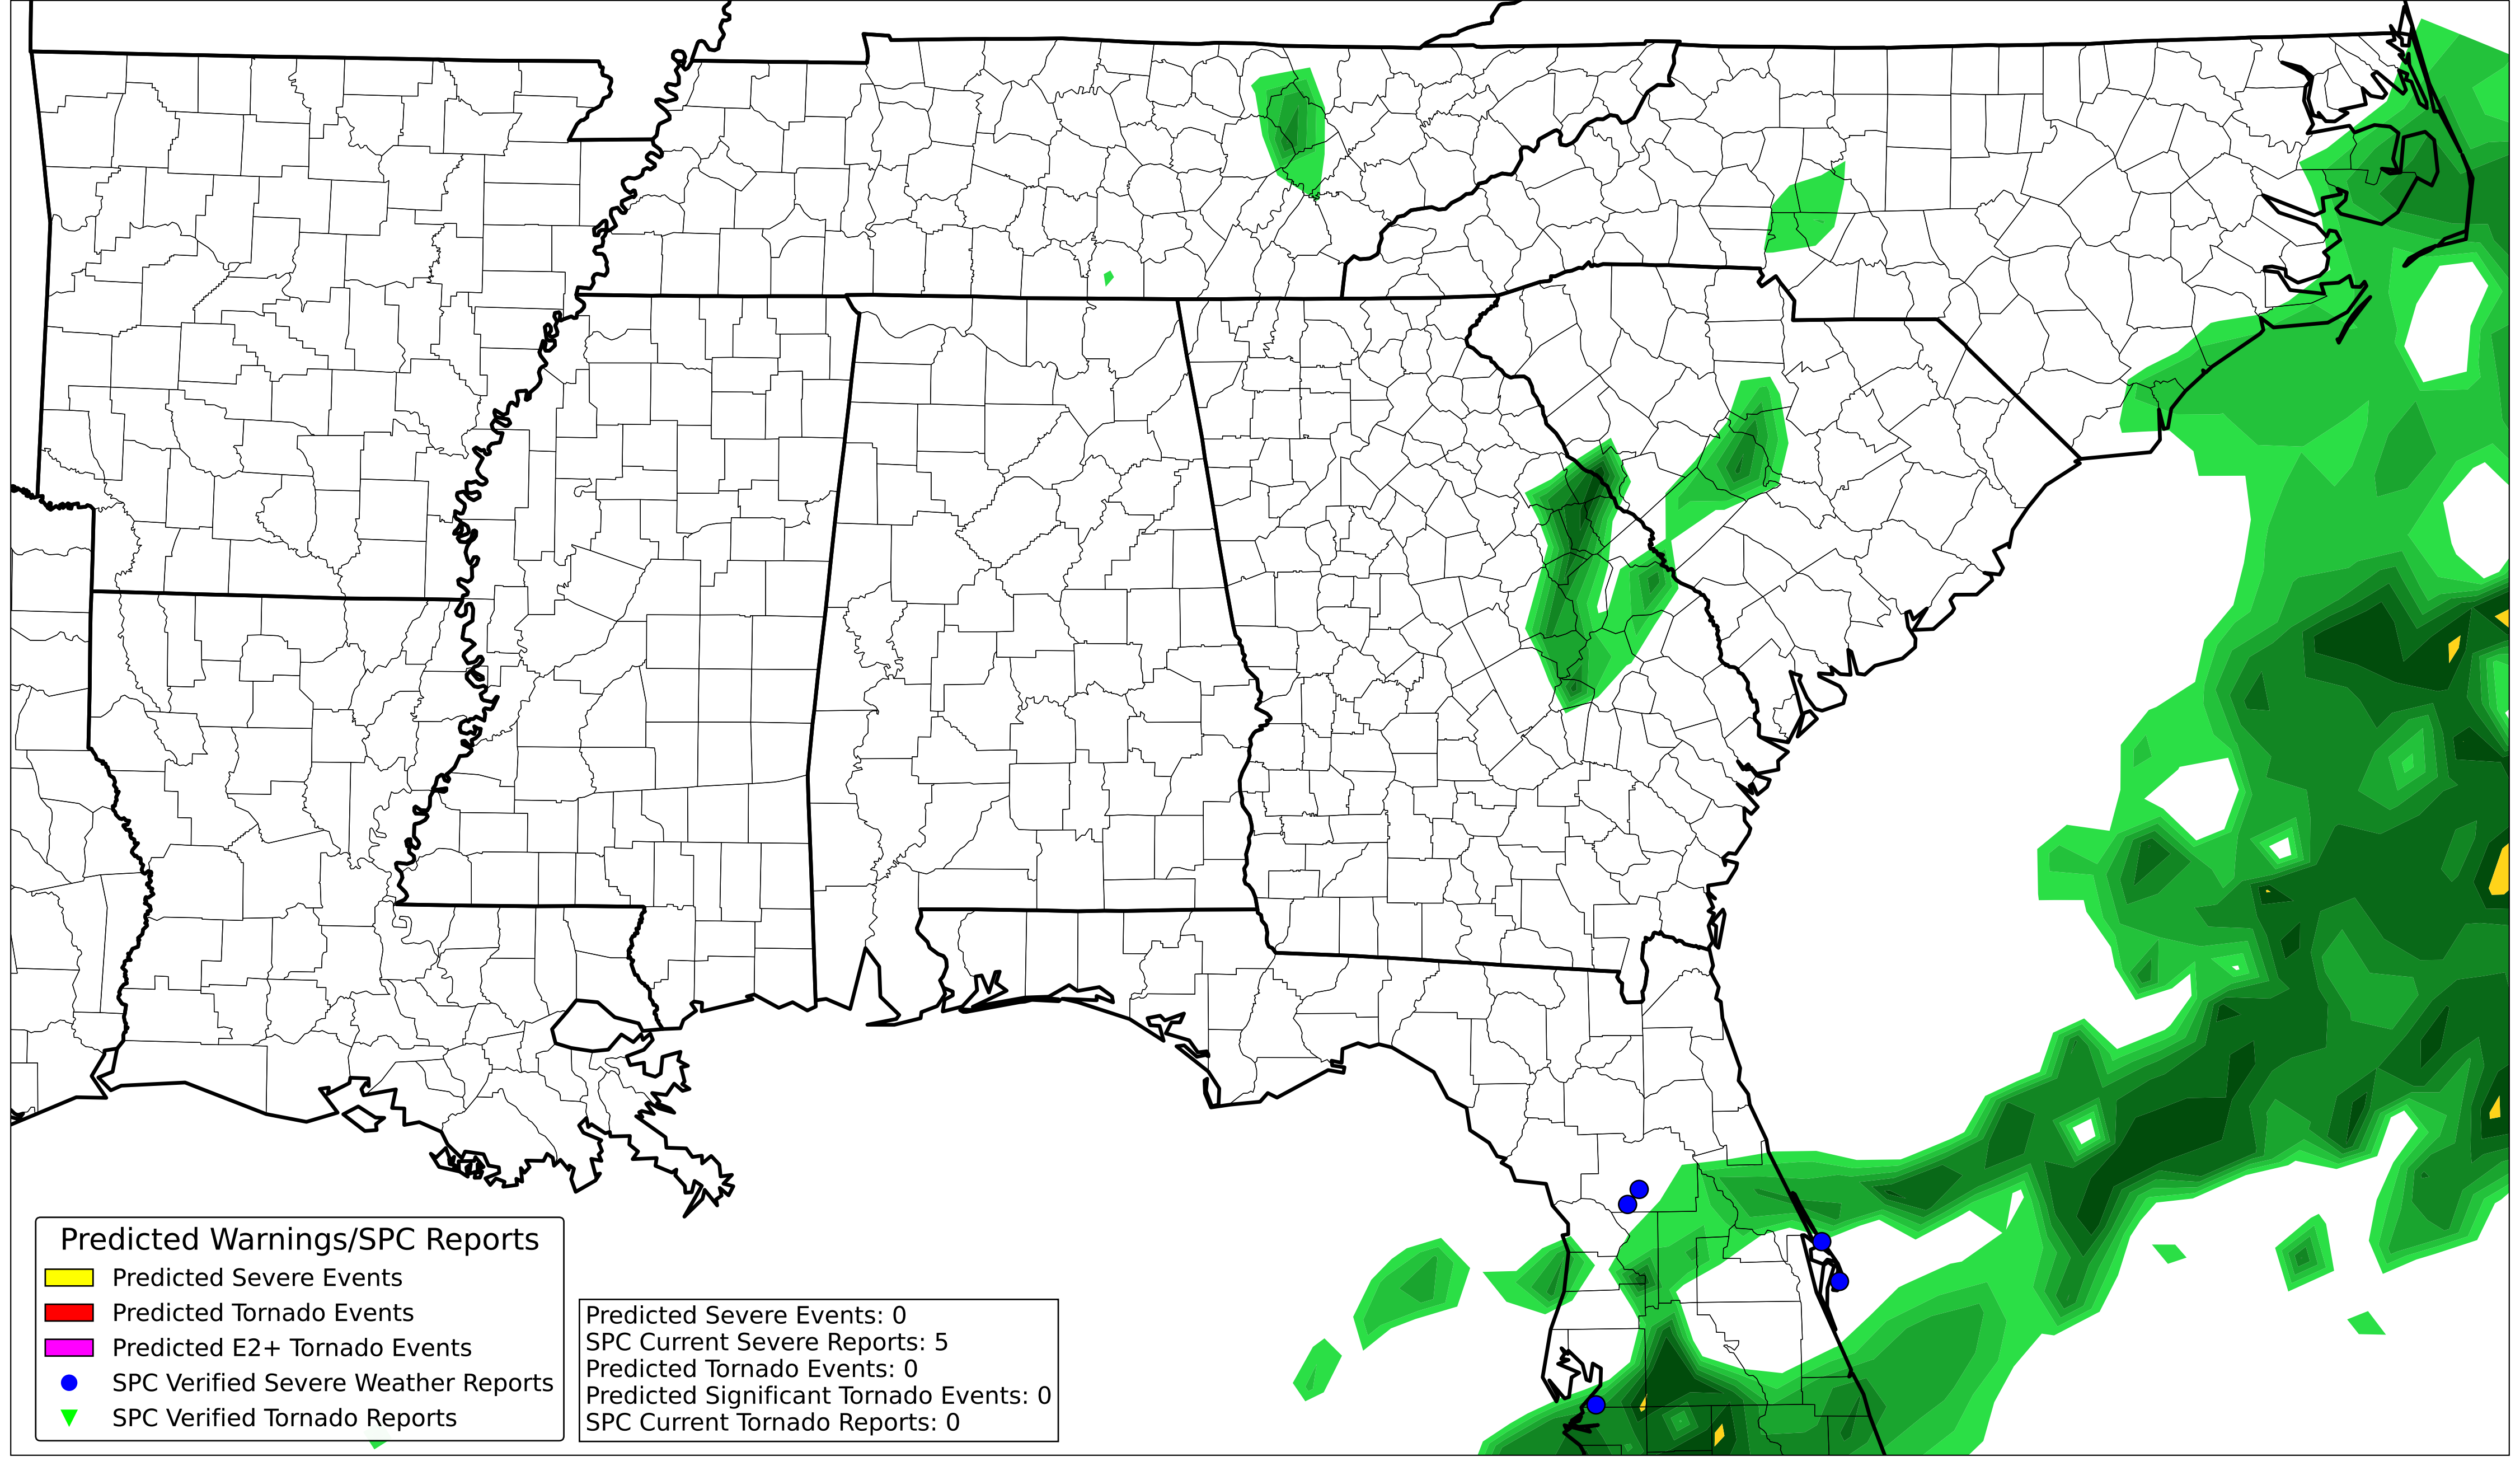 Predicted Warnings/SPC Reports
Predicted Severe Events
Predicted Tornado Events
Predicted E2+ Tornado Events
SPC Verified Severe Weather Reports
SPC Verified Tornado Reports
Predicted Severe Events: 0
SPC Current Severe Reports: 5
Predicted Tornado Events: 0
Predicted Significant Tornado Events: 0
SPC Current Tornado Reports: 0